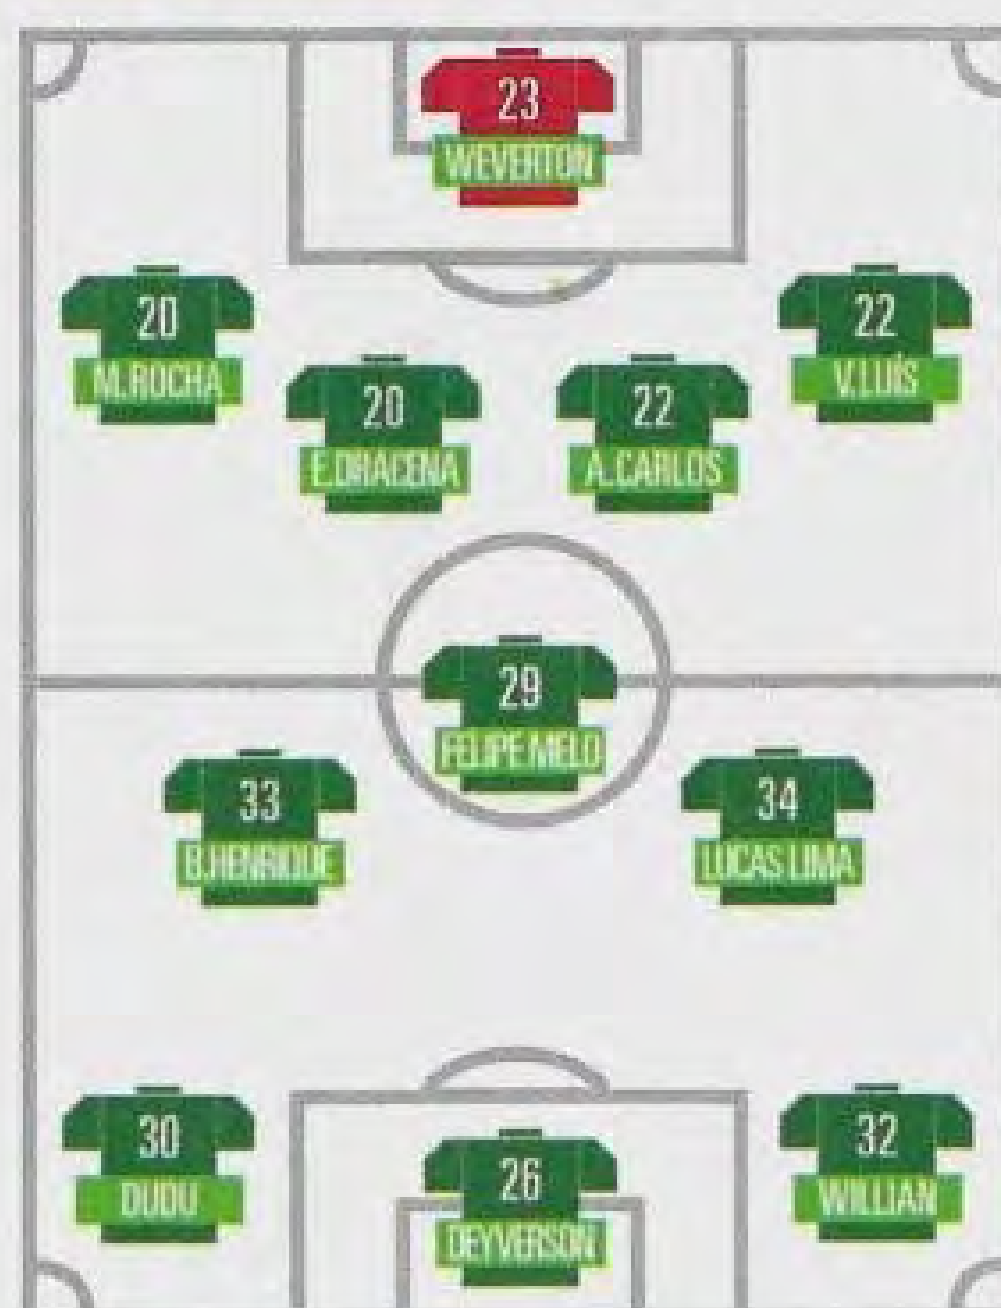 23
WEVERTON
20
M.ROCHA
22
V.LUÍS
20
E.DRACENA
22
A.CARLOS
29
FELIPE MELO
33
B.HENRIQUE
34
LUCAS LIMA
30
DUDU
26
DEYVERSON
32
WILLIAN